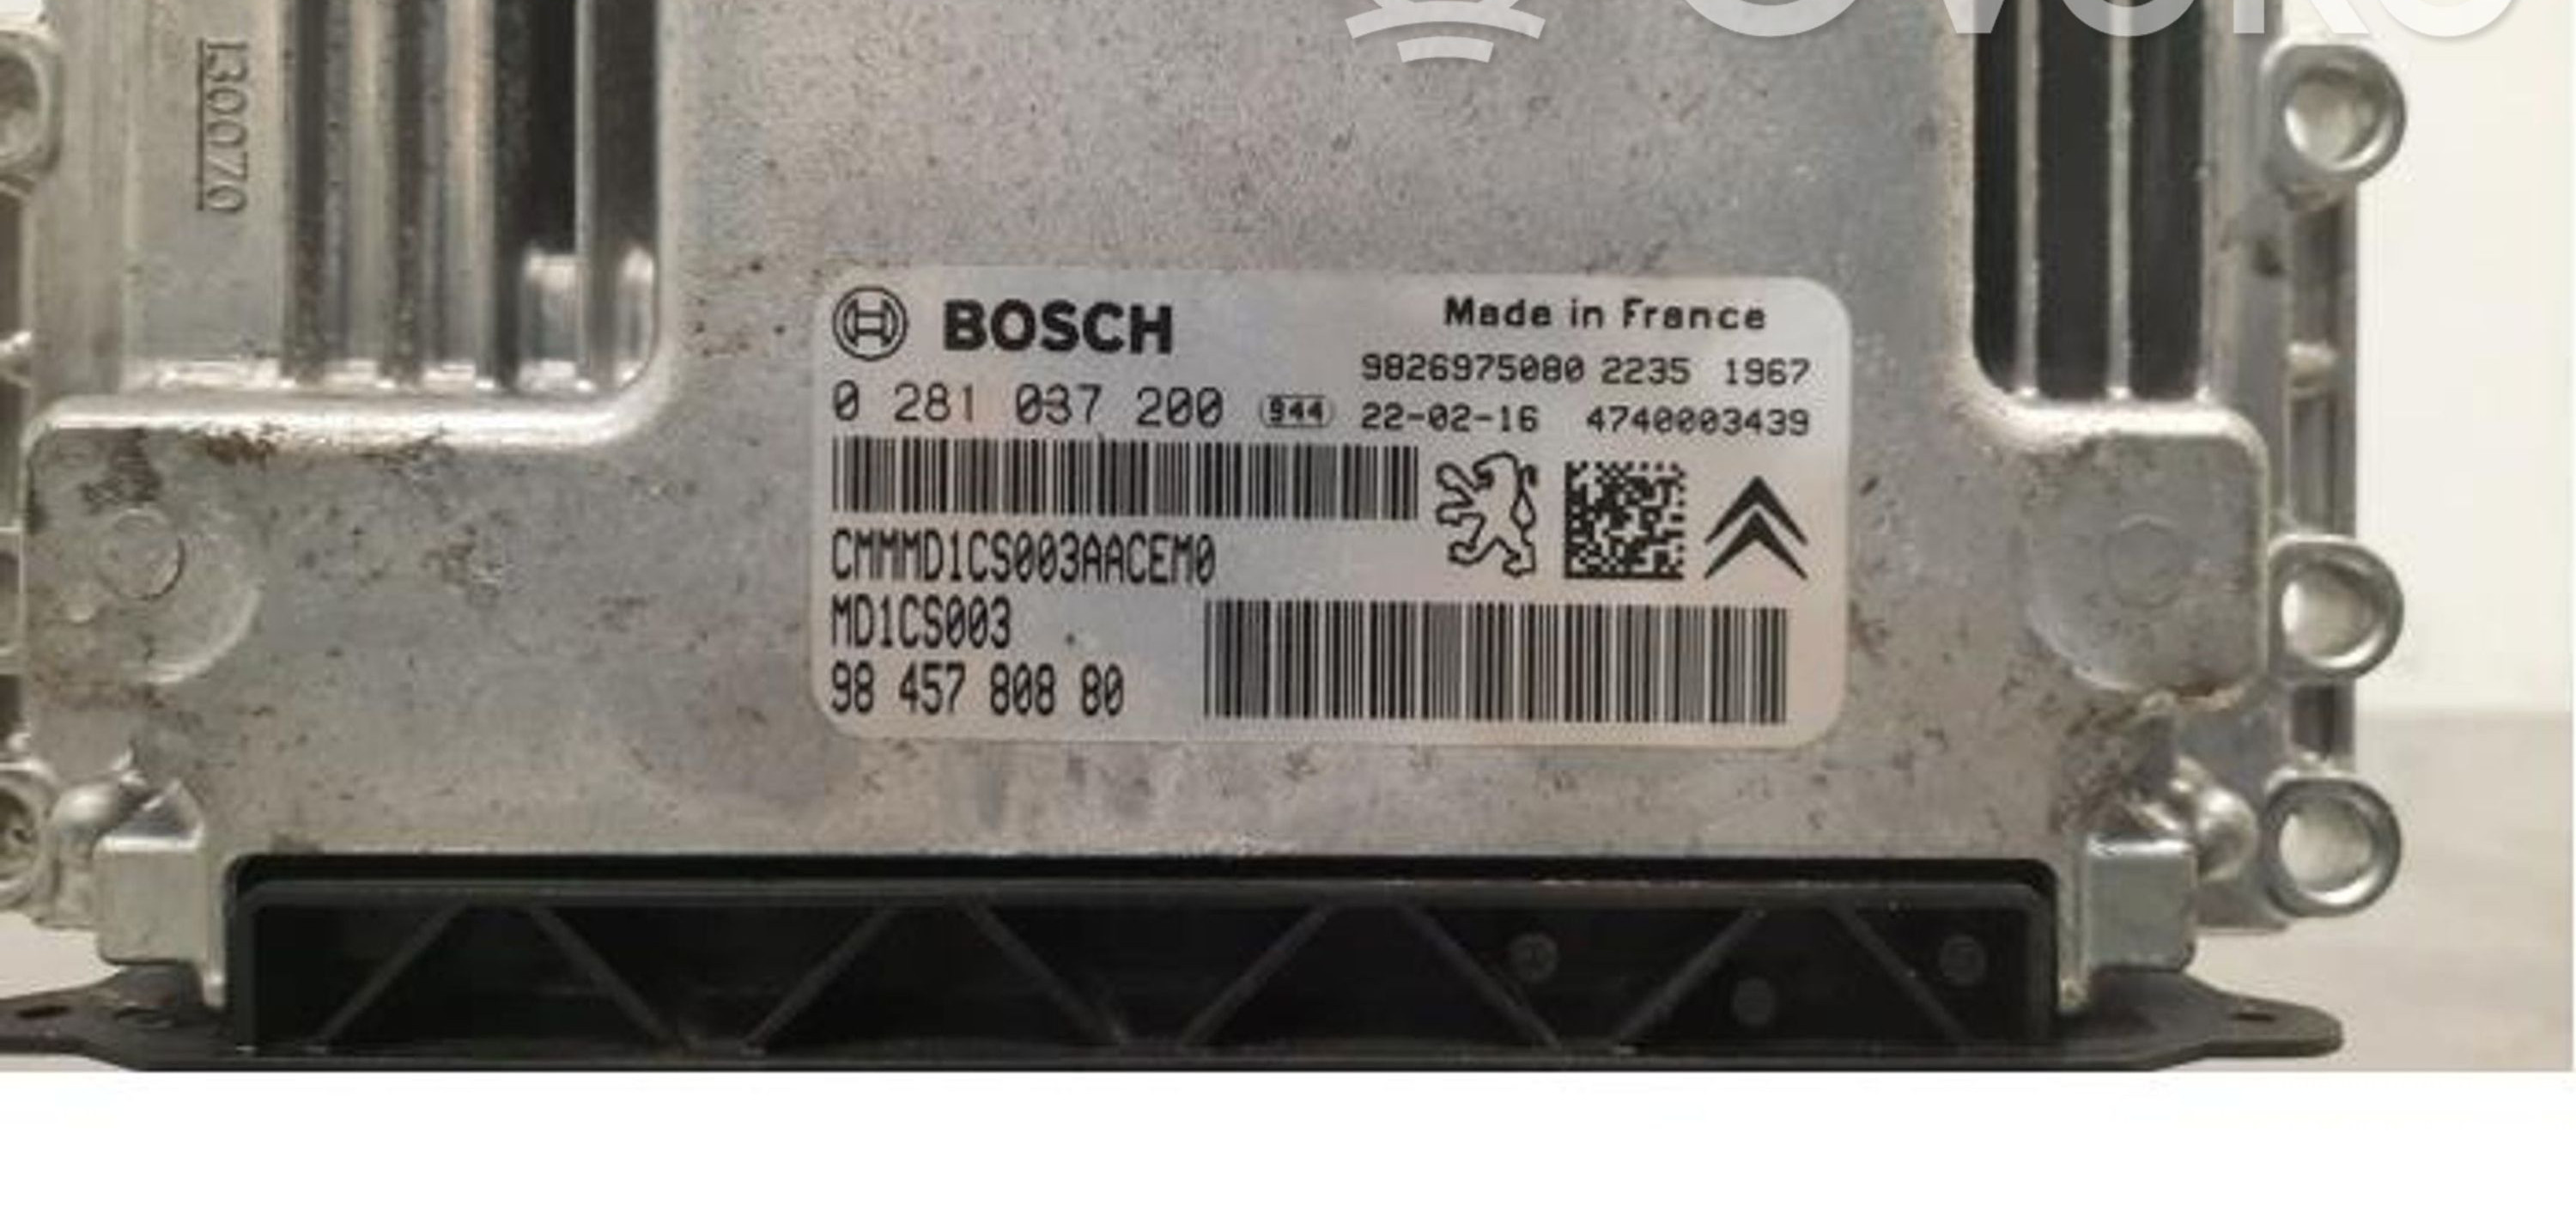 130070
BOSCH
Made in France
9826975080 2235 1967
0 281 037 200 944 22-02-16 4740003439
CMMMD1CS003AACEM0
MD1CS003
98 457 808 80